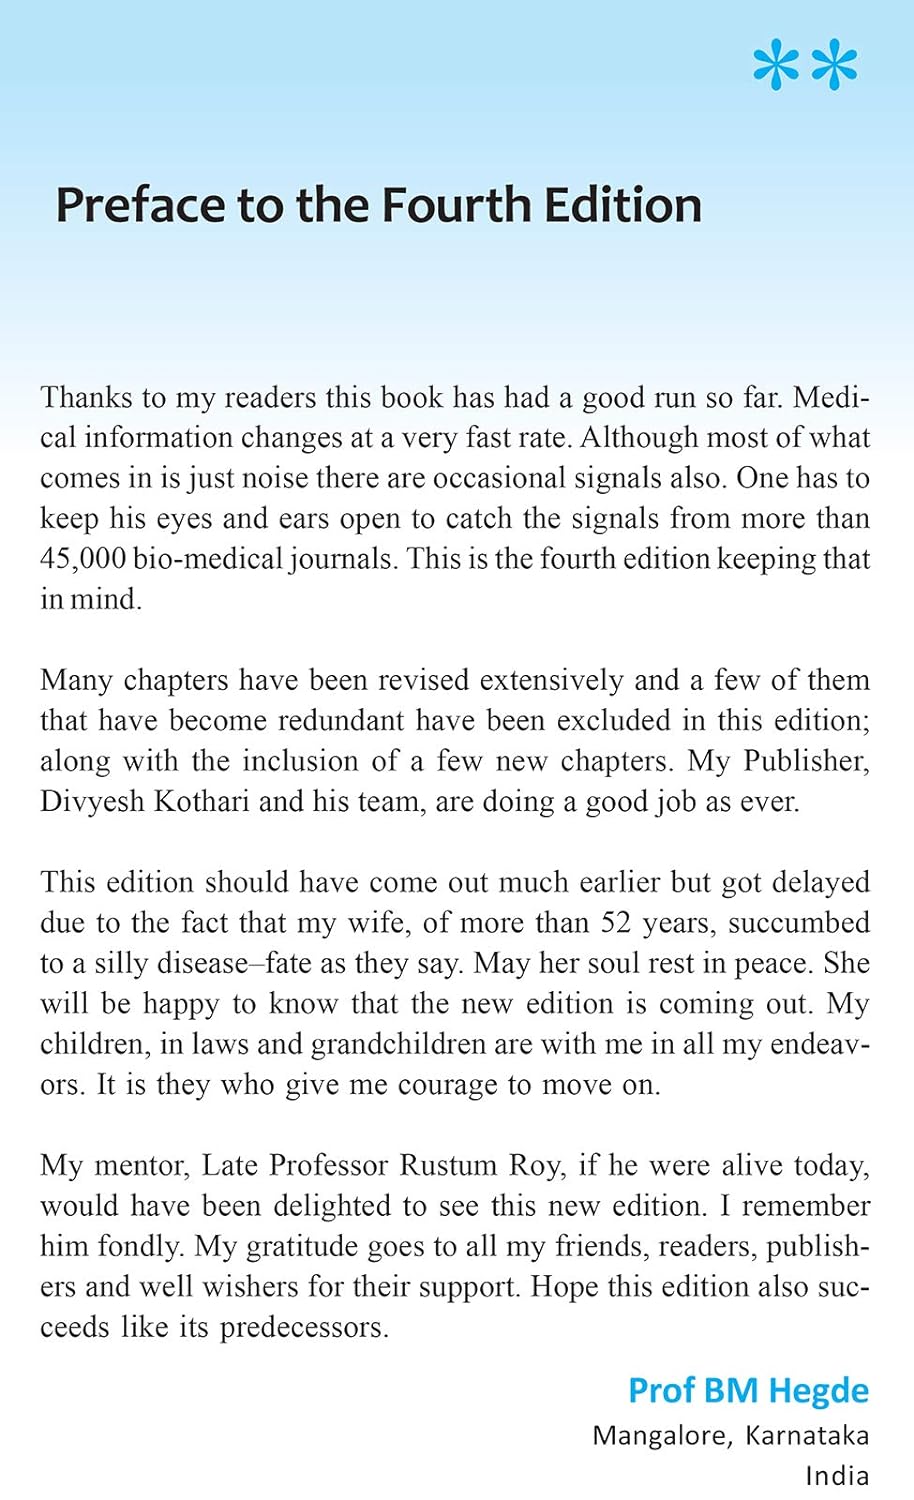 **
Preface to the Fourth Edition
Thanks to my readers this book has had a good run so far. Medi-
cal information changes at a very fast rate. Although most of what
comes in is just noise there are occasional signals also. One has to
keep his eyes and ears open to catch the signals from more than
45,000 bio-medical journals. This is the fourth edition keeping that
in mind.
Many chapters have been revised extensively and a few of them
that have become redundant have been excluded in this edition;
along with the inclusion of a few new chapters. My Publisher,
Divyesh Kothari and his team, are doing a good job as ever.
This edition should have come out much earlier but got delayed
due to the fact that my wife, of more than 52 years, succumbed
to a silly disease–fate as they say. May her soul rest in peace. She
will be happy to know that the new edition is coming out. My
children, in laws and grandchildren are with me in all my endeav-
ors. It is they who give me courage to move on.
My mentor, Late Professor Rustum Roy, if he were alive today,
would have been delighted to see this new edition. I remember
him fondly. My gratitude goes to all my friends, readers, publish-
ers and well wishers for their support. Hope this edition also suc-
ceeds like its predecessors.
Prof BM Hegde
Mangalore, Karnataka
India